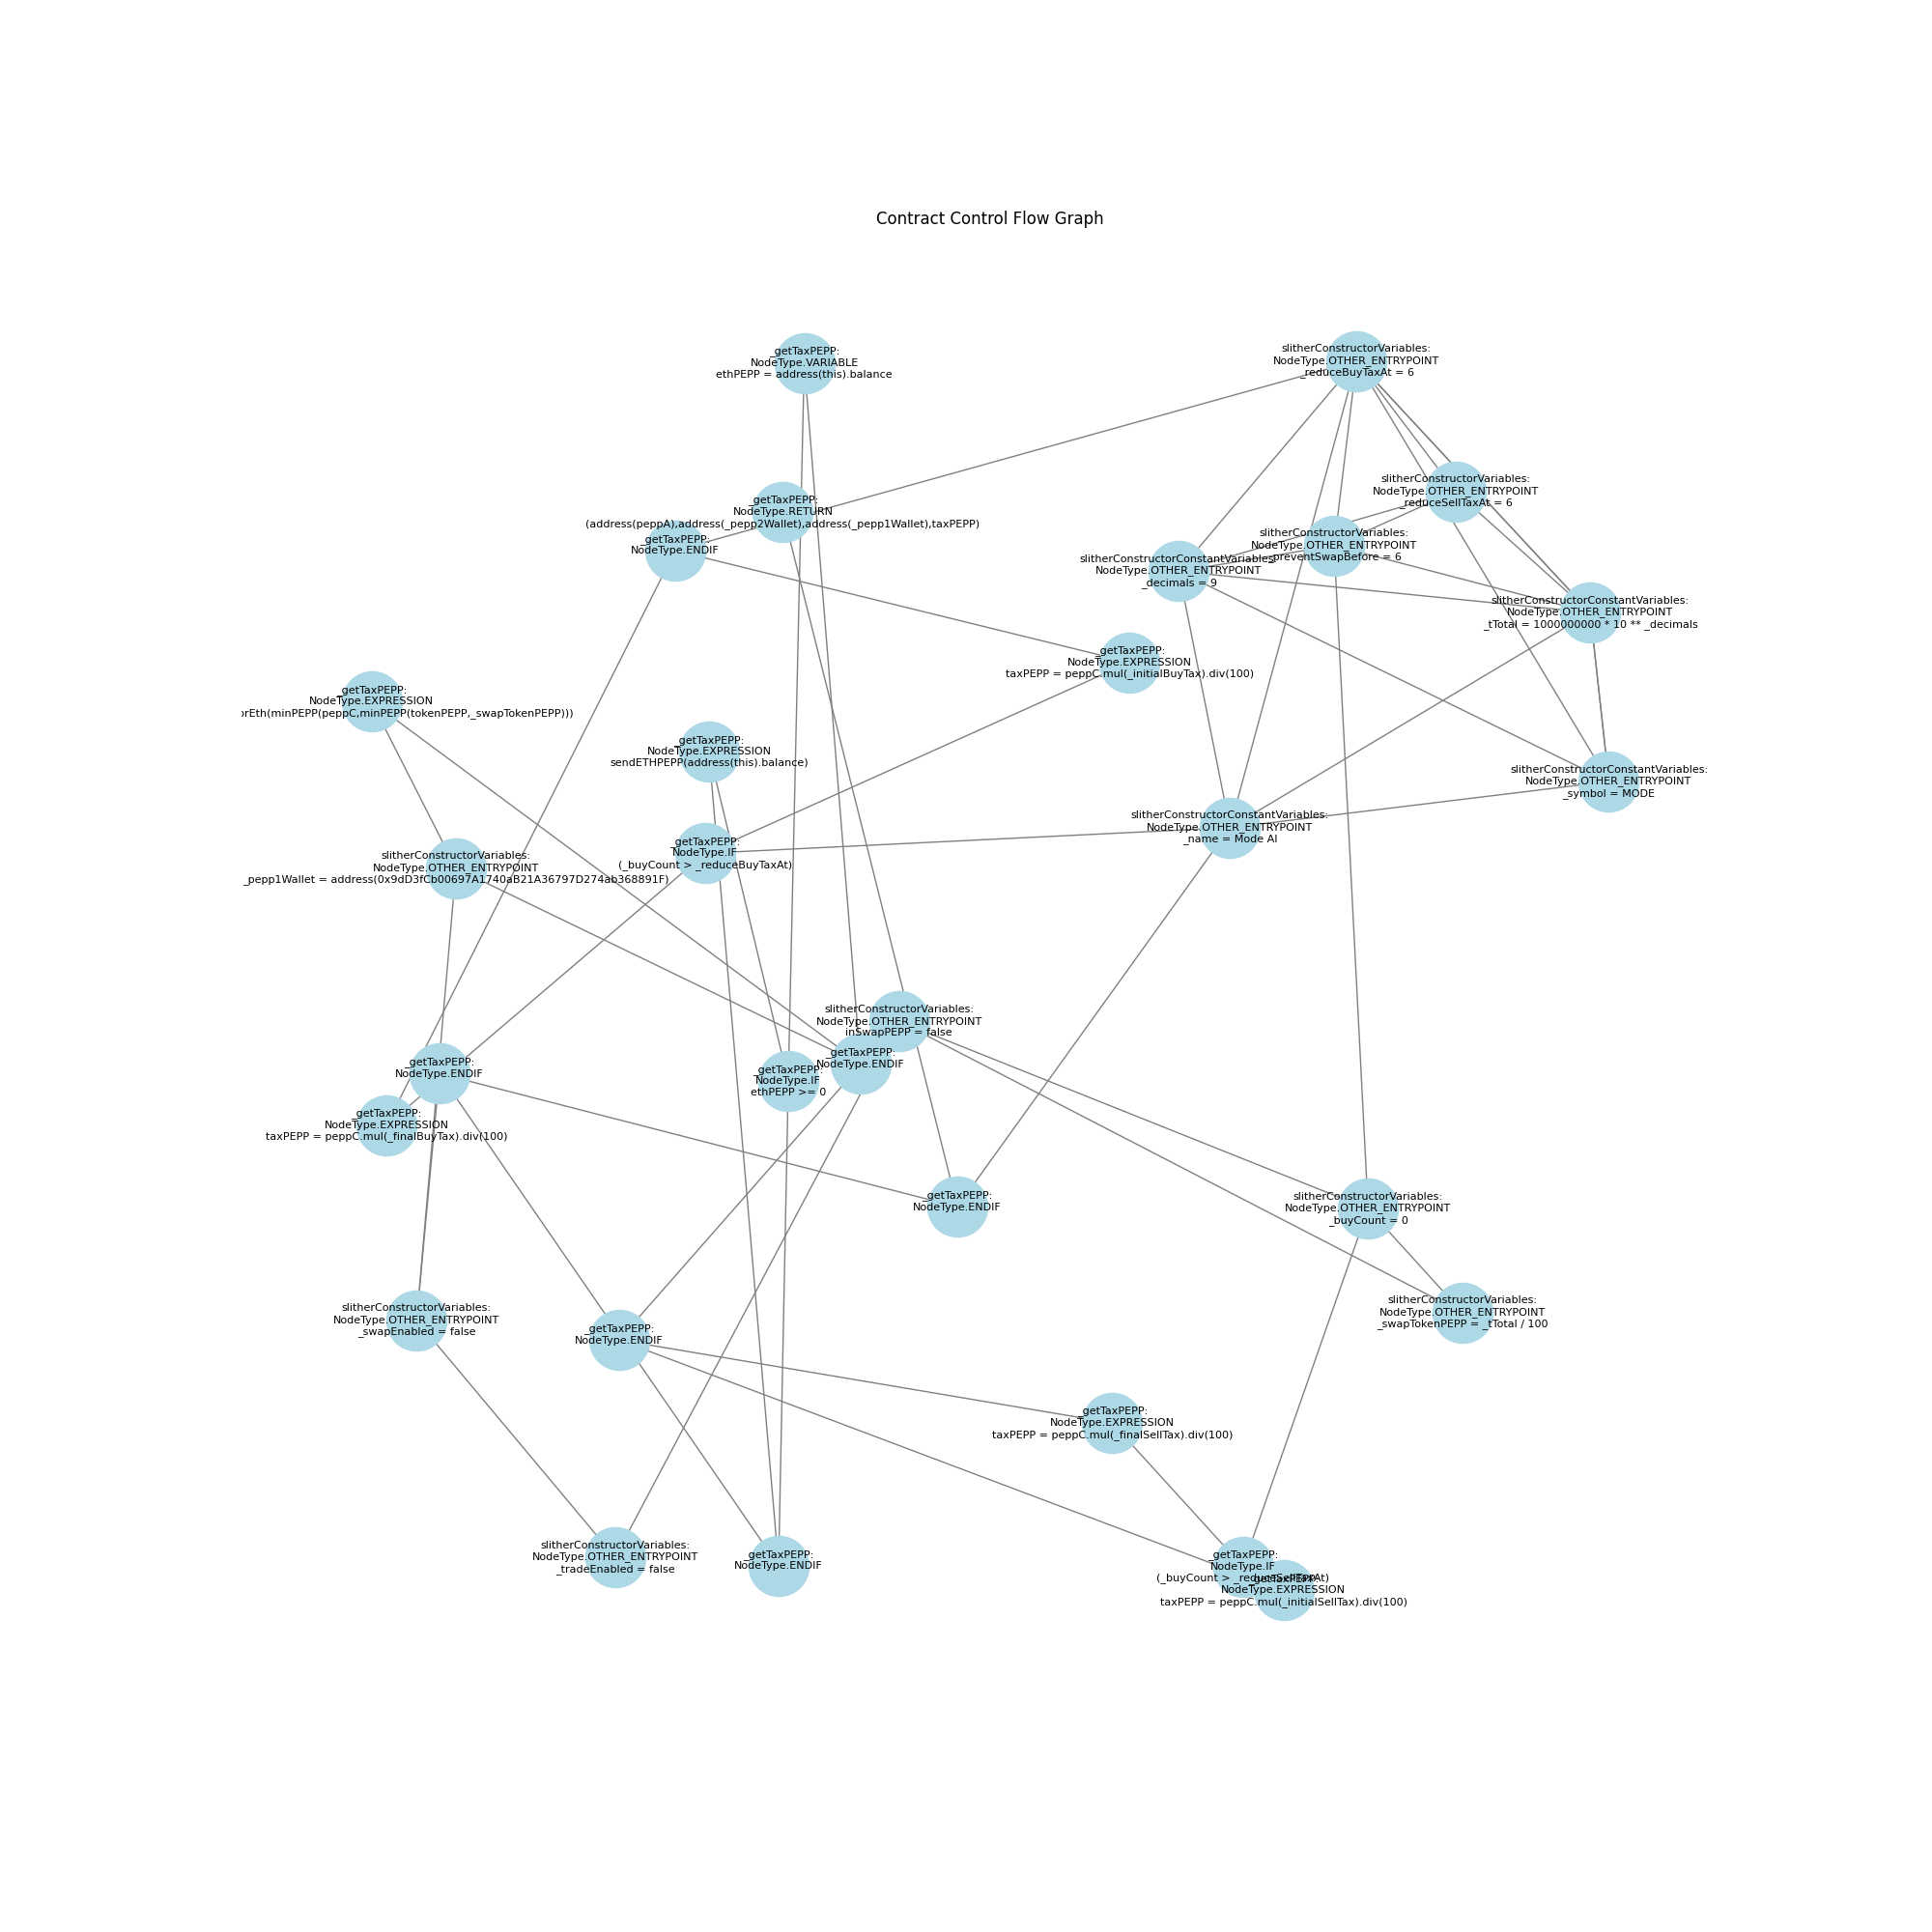 Contract Control Flow Graph
_getTaxPEPP:
NodeType.VARIABLE
ethPEPP = address(this).balance
slitherConstructorVariables:
NodeType.OTHER_ENTRYPOINT
_reduceBuyTaxAt = 6
slitherConstructorVariables:
NodeType.OTHER_ENTRYPOINT
_reduceSellTaxAt = 6
_getTaxPEPP:
NodeType.RETURN
(address(peppA),address(_pepp2Wallet),address(_pepp1Wallet),taxPEPP)
_getTaxPEPP:
NodeType.ENDIF
slitherConstructorVariables:
NodeType.OTHER_ENTRYPOINT
_preventSwapBefore = 6
slitherConstructorConstantVariables:
NodeType.OTHER_ENTRYPOINT
_decimals = 9
slitherConstructorConstantVariables:
NodeType.OTHER_ENTRYPOINT
_tTotal = 1000000000 * 10 ** _decimals
_getTaxPEPP:
NodeType.EXPRESSION
taxPEPP = peppC.mul(_initialBuyTax).div(100)
_getTaxPEPP:
NodeType.EXPRESSION
orEth(minPEPP(peppC,minPEPP(tokenPEPP,_swapTokenPEPP)))
_getTaxPEPP:
NodeType.EXPRESSION
sendETHPEPP(address(this).balance)
slitherConstructorConstantVariables:
NodeType.OTHER_ENTRYPOINT
_symbol = MODE
slitherConstructorConstantVariables:
NodeType.OTHER_ENTRYPOINT
_name = Mode AI
_getTaxPEPP:
NodeType.IF
(_buyCount > _reduceBuyTaxAt)
slitherConstructorVariables:
NodeType.OTHER_ENTRYPOINT
_pepp1Wallet = address(0x9dD3fCb00697A1740aB21A36797D274ab368891F)
slitherConstructorVariables:
NodeType.OTHER_ENTRYPOINT
inSwapPEPP = false
_getTaxPEPP:
NodeType.ENDIF
_getTaxPEPP:
NodeType.ENDIF
_getTaxPEPP:
NodeType.IF
ethPEPP >= 0
_getTaxPEPP:
NodeType.EXPRESSION
taxPEPP = peppC.mul(_finalBuyTax).div(100)
_getTaxPEPP:
NodeType.ENDIF
slitherConstructorVariables:
NodeType.OTHER_ENTRYPOINT
_buyCount = 0
slitherConstructorVariables:
NodeType.OTHER_ENTRYPOINT
_swapTokenPEPP = _tTotal / 100
slitherConstructorVariables:
NodeType.OTHER_ENTRYPOINT
_swapEnabled = false
_getTaxPEPP:
NodeType.ENDIF
_getTaxPEPP:
NodeType.EXPRESSION
taxPEPP = peppC.mul(_finalSellTax).div(100)
slitherConstructorVariables:
NodeType.OTHER_ENTRYPOINT
_tradeEnabled = false
_getTaxPEPP:
NodeType.ENDIF
_getTaxPEPP:
NodeType.IF
(_buyCount > _reduceSellTaxAt)
_getTaxPEPP:
NodeType.EXPRESSION
taxPEPP = peppC.mul(_initialSellTax).div(100)